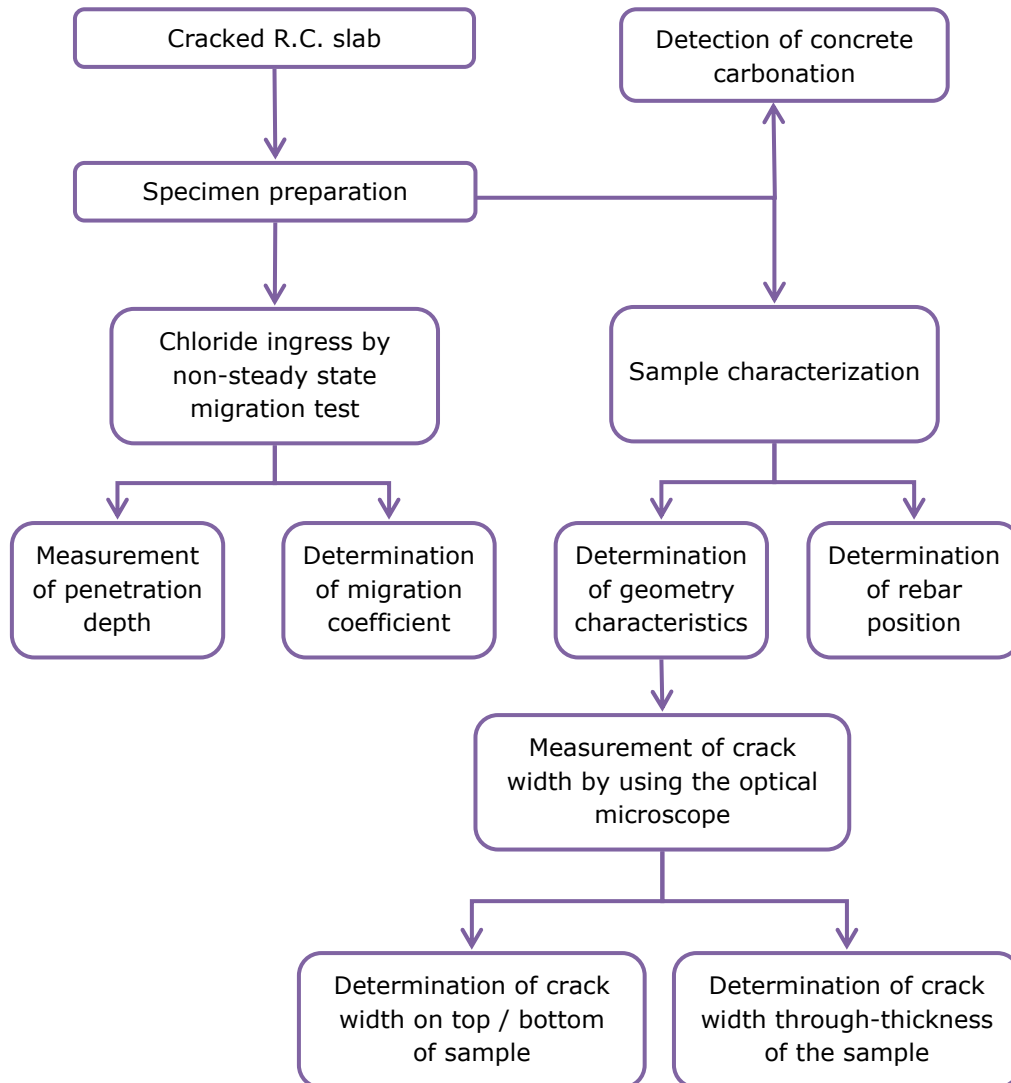 Cracked R.C. slab
Detection of concrete
carbonation
Specimen preparation
Chloride ingress by
non-steady state
migration test
Sample characterization
Measurement
of penetration
depth
Determination
of migration
coefficient
Determination
of geometry
characteristics
Determination
of rebar
position
Measurement of crack
width by using the optical
microscope
Determination of crack
width on top / bottom
of sample
Determination of crack
width through-thickness
of the sample